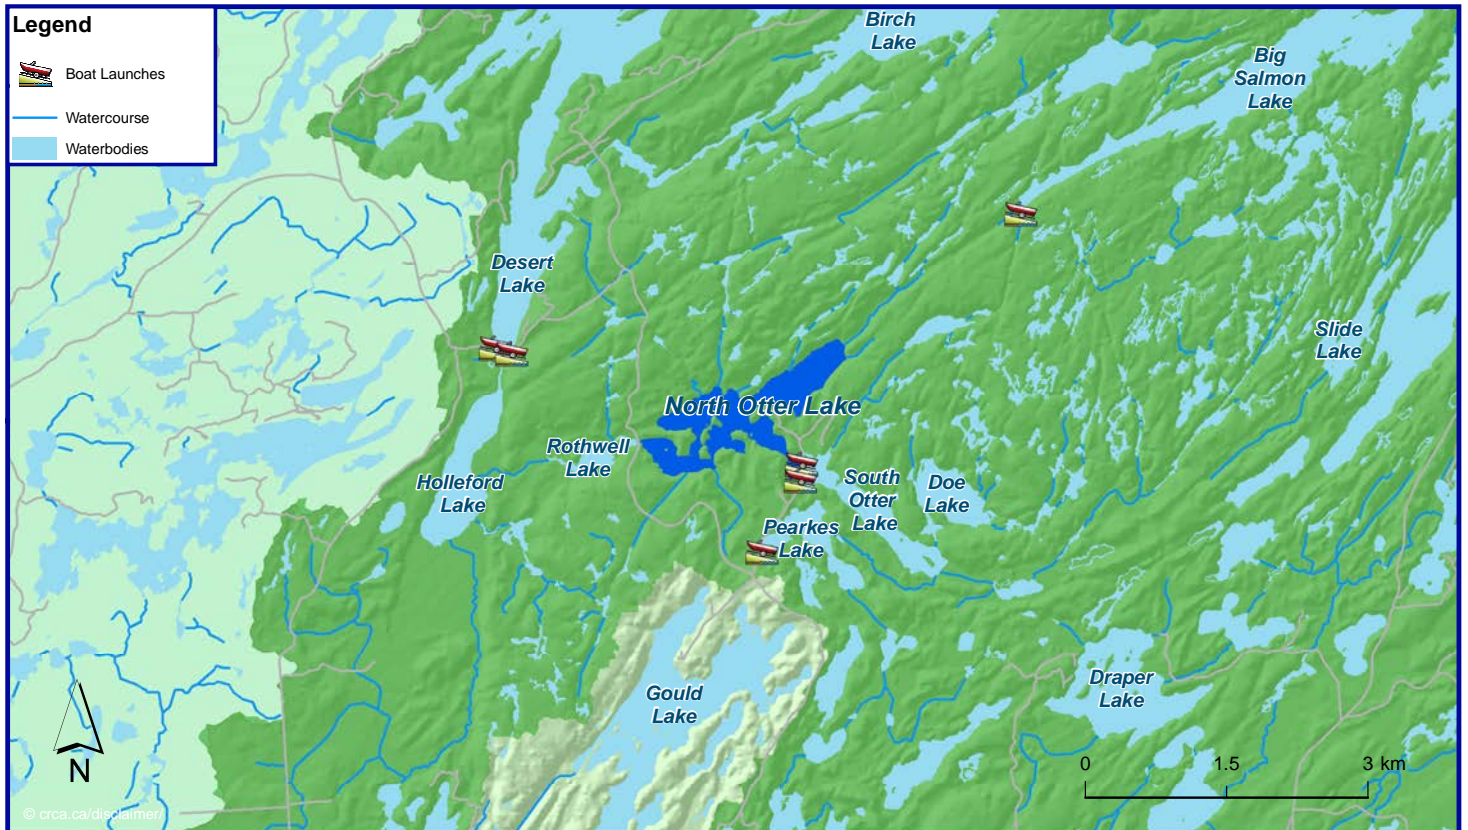 Legend
Boat Launches
Watercourse
Waterbodies
Birch
Lake
Big
Salmon
Lake
Desert
Lake
Slide
Lake
North Otter Lake
Rothwell
Lake
Holleford
Lake
South
Otter
Lake
Doe
Lake
Pearkes
Lake
Gould
Lake
Draper
Lake
N
0 1.5 3 km
© crca.ca/disclaimer/